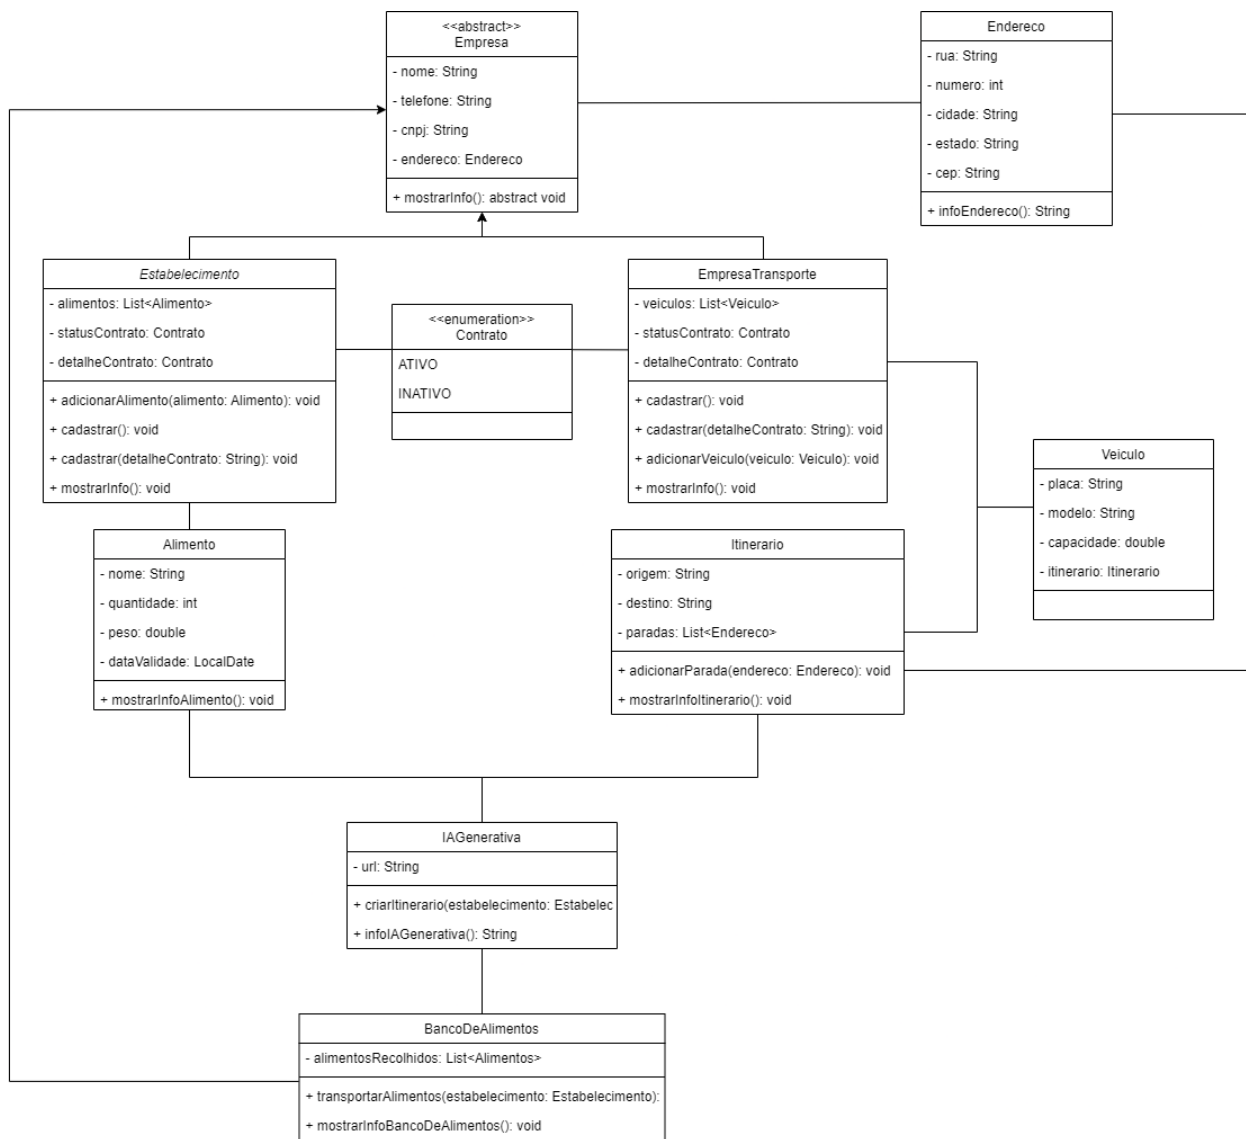 <<abstract>>
Empresa
- nome: String
- telefone: String
- cnpj: String
- endereco: Endereco
+ mostrarInfo(): abstract void
Endereco
- rua: String
- numero: int
- cidade: String
- estado: String
- cep: String
+ infoEndereco(): String
Estabelecimento
- alimentos: List<Alimento>
- statusContrato: Contrato
- detalheContrato: Contrato
+ adicionarAlimento(alimento: Alimento): void
+ cadastrar(): void
+ cadastrar(detalheContrato: String): void
+ mostrarInfo(): void
<<enumeration>>
Contrato
ATIVO
INATIVO
EmpresaTransporte
- veiculos: List<Veiculo>
- statusContrato: Contrato
- detalheContrato: Contrato
+ cadastrar(): void
+ cadastrar(detalheContrato: String): void
+ adicionarVeiculo(veiculo: Veiculo): void
+ mostrarInfo(): void
Veiculo
- placa: String
- modelo: String
- capacidade: double
- itinerario: Itinerario
Alimento
- nome: String
- quantidade: int
- peso: double
- dataValidade: LocalDate
+ mostrarInfoAlimento(): void
Itinerario
- origem: String
- destino: String
- paradas: List<Endereco>
+ adicionarParada(endereco: Endereco): void
+ mostrarInfoItinerario(): void
IAGenerativa
- url: String
+ criarItinerario(estabelecimento: Estabelec
+ infoIAGenerativa(): String
BancoDeAlimentos
- alimentosRecolhidos: List<Alimentos>
+ transportarAlimentos(estabelecimento: Estabelecimento):
+ mostrarInfoBancoDeAlimentos(): void